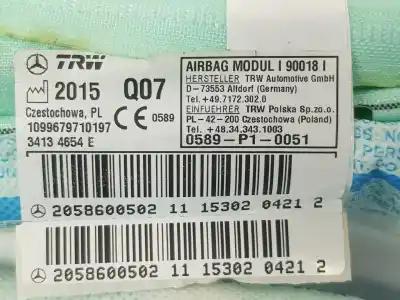 TRW
2015 Q07
Czestochowa, PL
1099679710197
3413 4654 E
CE 0589
AIRBAG MODUL I 90018 I
HERSTELLER TRW Automotive GmbH
D-73553 Alfdorf (Germany)
Tel.+49.7172.302.0
EINFUEHRER TRW Polska Sp.zo.o.
PL-42-200 Czestochowa (Poland)
Tel.+48.34.343.1003
0589-P1-0051
2058600502 11 15302 0421 2
2058600502 11 15302 0421 2